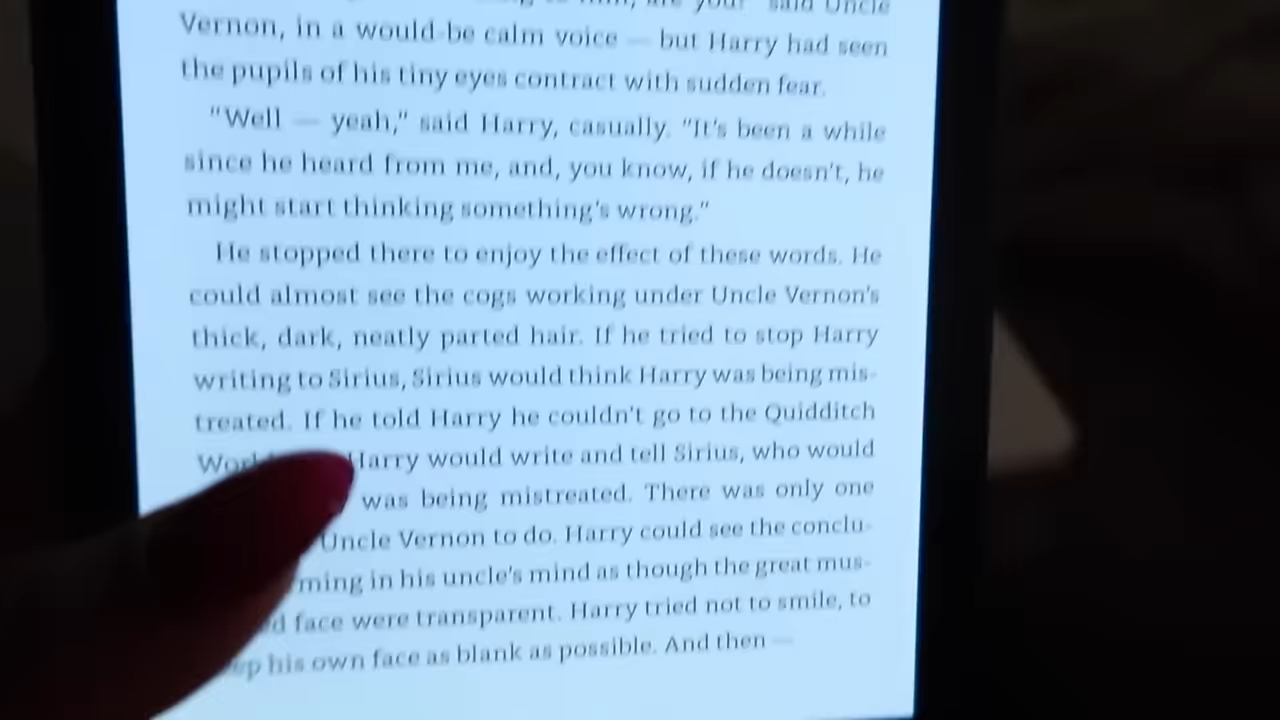 to him, are you?" said Uncle
Vernon, in a would-be calm voice — but Harry had seen
the pupils of his tiny eyes contract with sudden fear.
"Well — yeah," said Harry, casually. "It's been a while
since he heard from me, and, you know, if he doesn't, he
might start thinking something's wrong."
He stopped there to enjoy the effect of these words. He
could almost see the cogs working under Uncle Vernon's
thick, dark, neatly parted hair. If he tried to stop Harry
writing to Sirius, Sirius would think Harry was being mis-
treated. If he told Harry he couldn't go to the Quidditch
Harry would write and tell Sirius, who would
was being mistreated. There was only one
Uncle Vernon to do. Harry could see the conclu-
ming in his uncle's mind as though the great mus-
d face were transparent. Harry tried not to smile, to
ep his own face as blank as possible. And then —